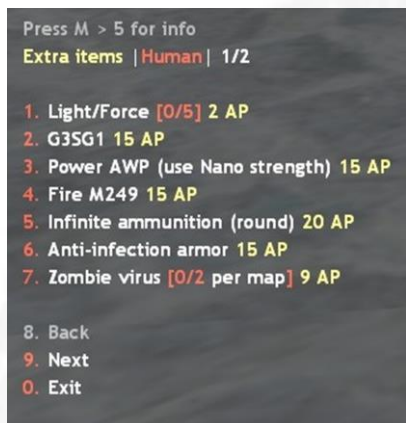 Press M > 5 for info
Extra items |Human| 1/2
1. Light/Force [0/5] 2 AP
2. G3SG1 15 AP
3. Power AWP (use Nano strength) 15 AP
4. Fire M249 15 AP
5. Infinite ammunition (round) 20 AP
6. Anti-infection armor 15 AP
7. Zombie virus [0/2 per map] 9 AP
8. Back
9. Next
0. Exit